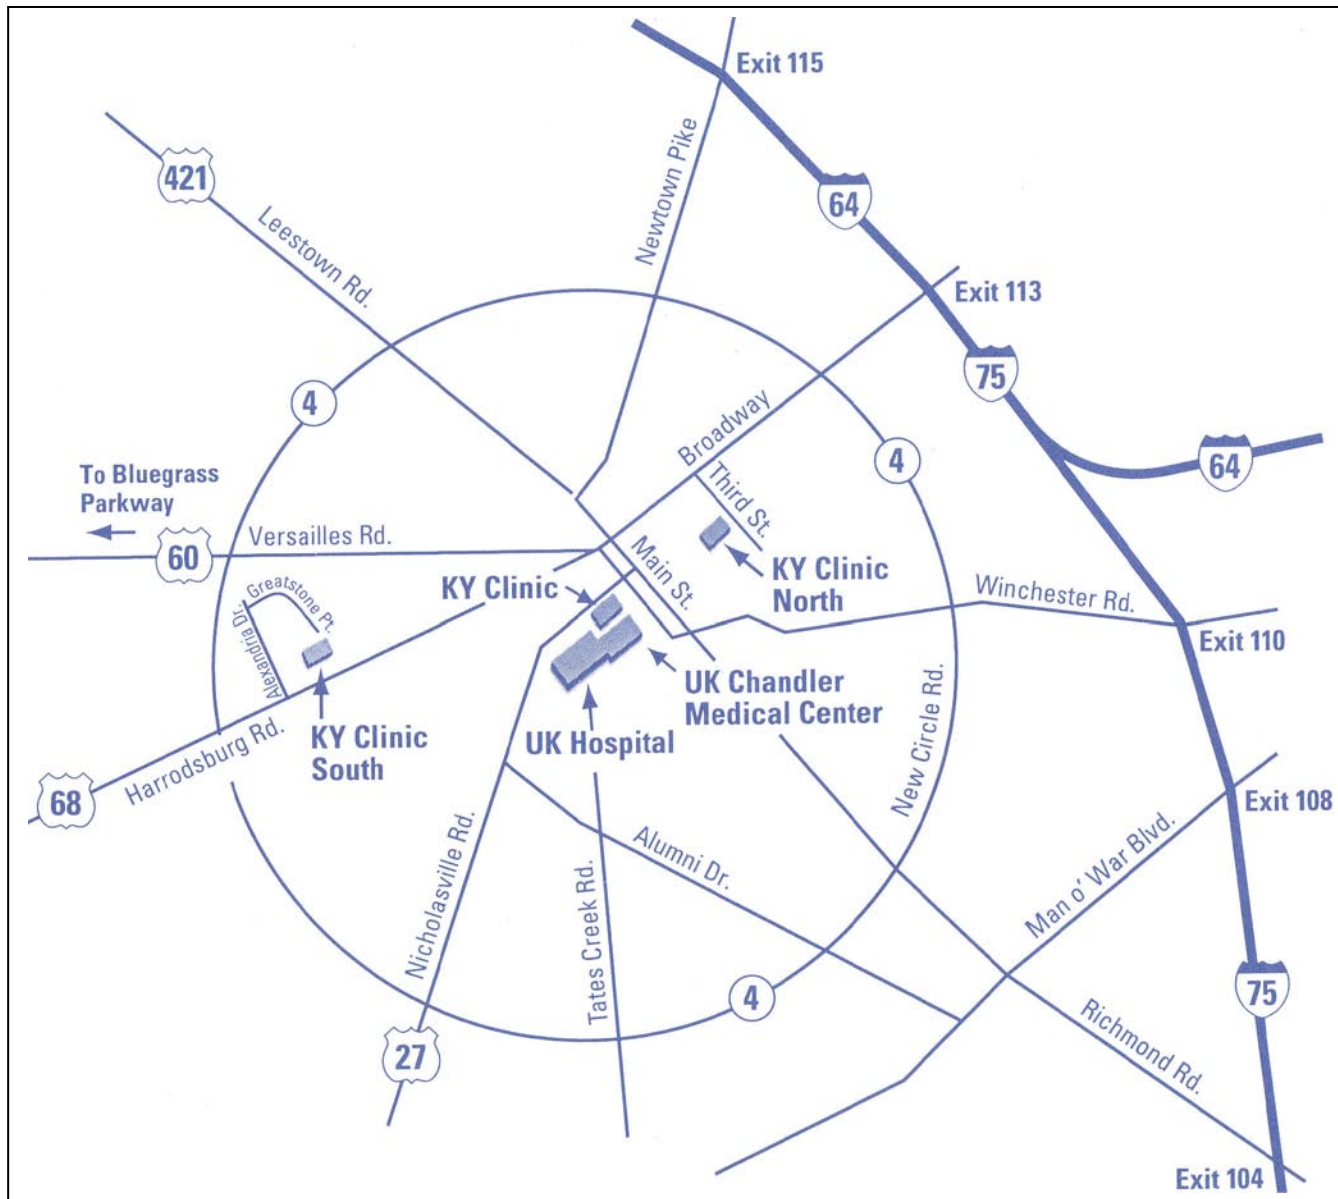 Exit 115
Newtown Pike
421
64
Leestown Rd.
Exit 113
75
4
Broadway
4
64
To Bluegrass
Parkway
Third St.
Versailles Rd.
60
Main St.
KY Clinic
North
KY Clinic
Greatstone Pt.
Alexandria Dr.
Winchester Rd.
Exit 110
UK Chandler
Medical Center
KY Clinic
South
UK Hospital
Harrodsburg Rd.
68
New Circle Rd.
Exit 108
Nicholasville Rd.
Alumni Dr.
Man o' War Blvd.
Tates Creek Rd.
4
75
27
Richmond Rd.
Exit 104